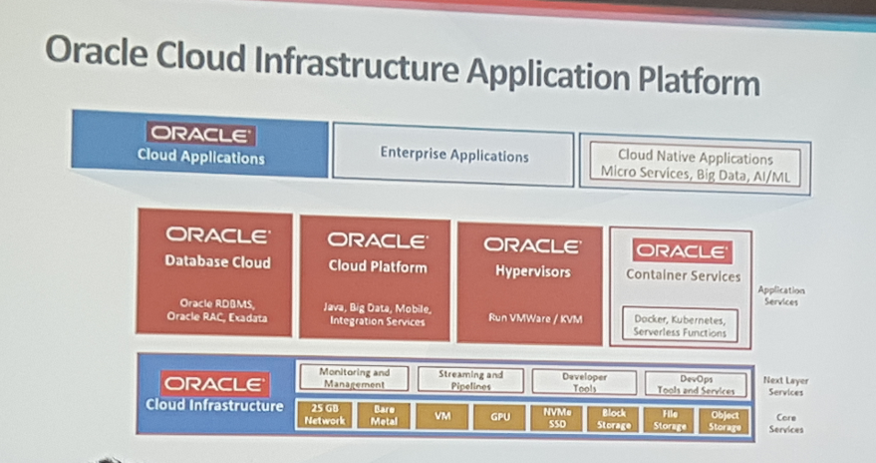 Oracle Cloud Infrastructure Application Platform
ORACLE
Cloud Applications
Enterprise Applications
Cloud Native Applications
Micro Services, Big Data, AI/ML
ORACLE
Database Cloud
Oracle RDBMS,
Oracle RAC, Exadata
ORACLE
Cloud Platform
Java, Big Data, Mobile,
Integration Services
ORACLE
Hypervisors
Run VMWare / KVM
ORACLE
Container Services
Docker, Kubernetes,
Serverless Functions
Application
Services
ORACLE
Cloud Infrastructure
Monitoring and
Management
Streaming and
Pipelines
Developer
Tools
DevOps
Tools and Services
Next Layer
Services
25 GB
Network
Bare
Metal
VM
GPU
NVMe
SSD
Block
Storage
File
Storage
Object
Storage
Core
Services